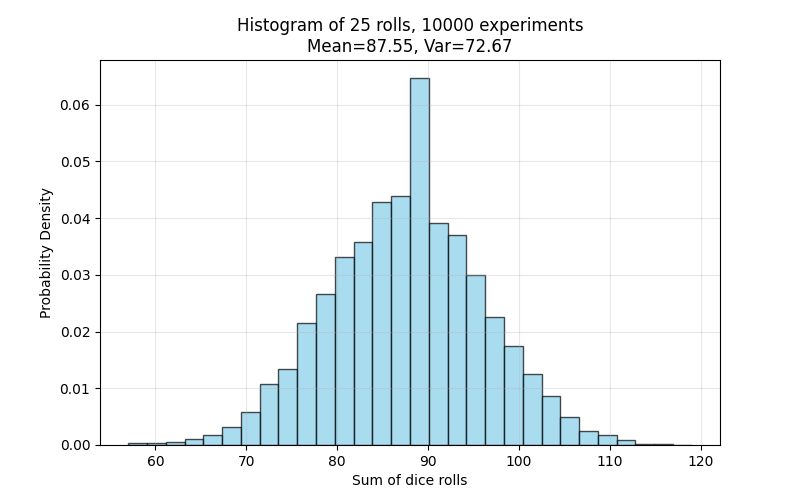 Histogram of 25 rolls, 10000 experiments
Mean=87.55, Var=72.67
Probability Density
0.06
0.05
0.04
0.03
0.02
0.01
0.00
60 70 80 90 100 110 120
Sum of dice rolls